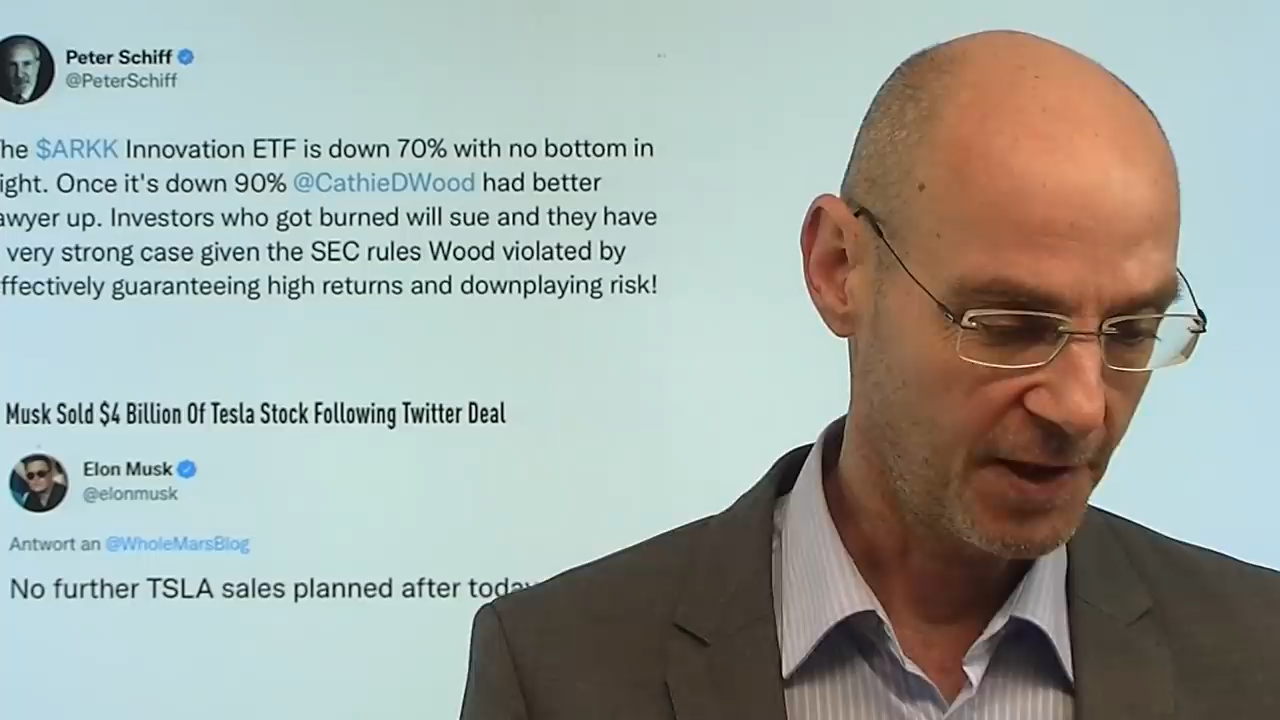 Peter Schiff
@PeterSchiff
he $ARKK Innovation ETF is down 70% with no bottom in
ight. Once it's down 90% @CathieDWood had better
awyer up. Investors who got burned will sue and they have
very strong case given the SEC rules Wood violated by
ffectively guaranteeing high returns and downplaying risk!
Musk Sold $4 Billion Of Tesla Stock Following Twitter Deal
Elon Musk
@elonmusk
Antwort an @WholeMarsBlog
No further TSLA sales planned after today